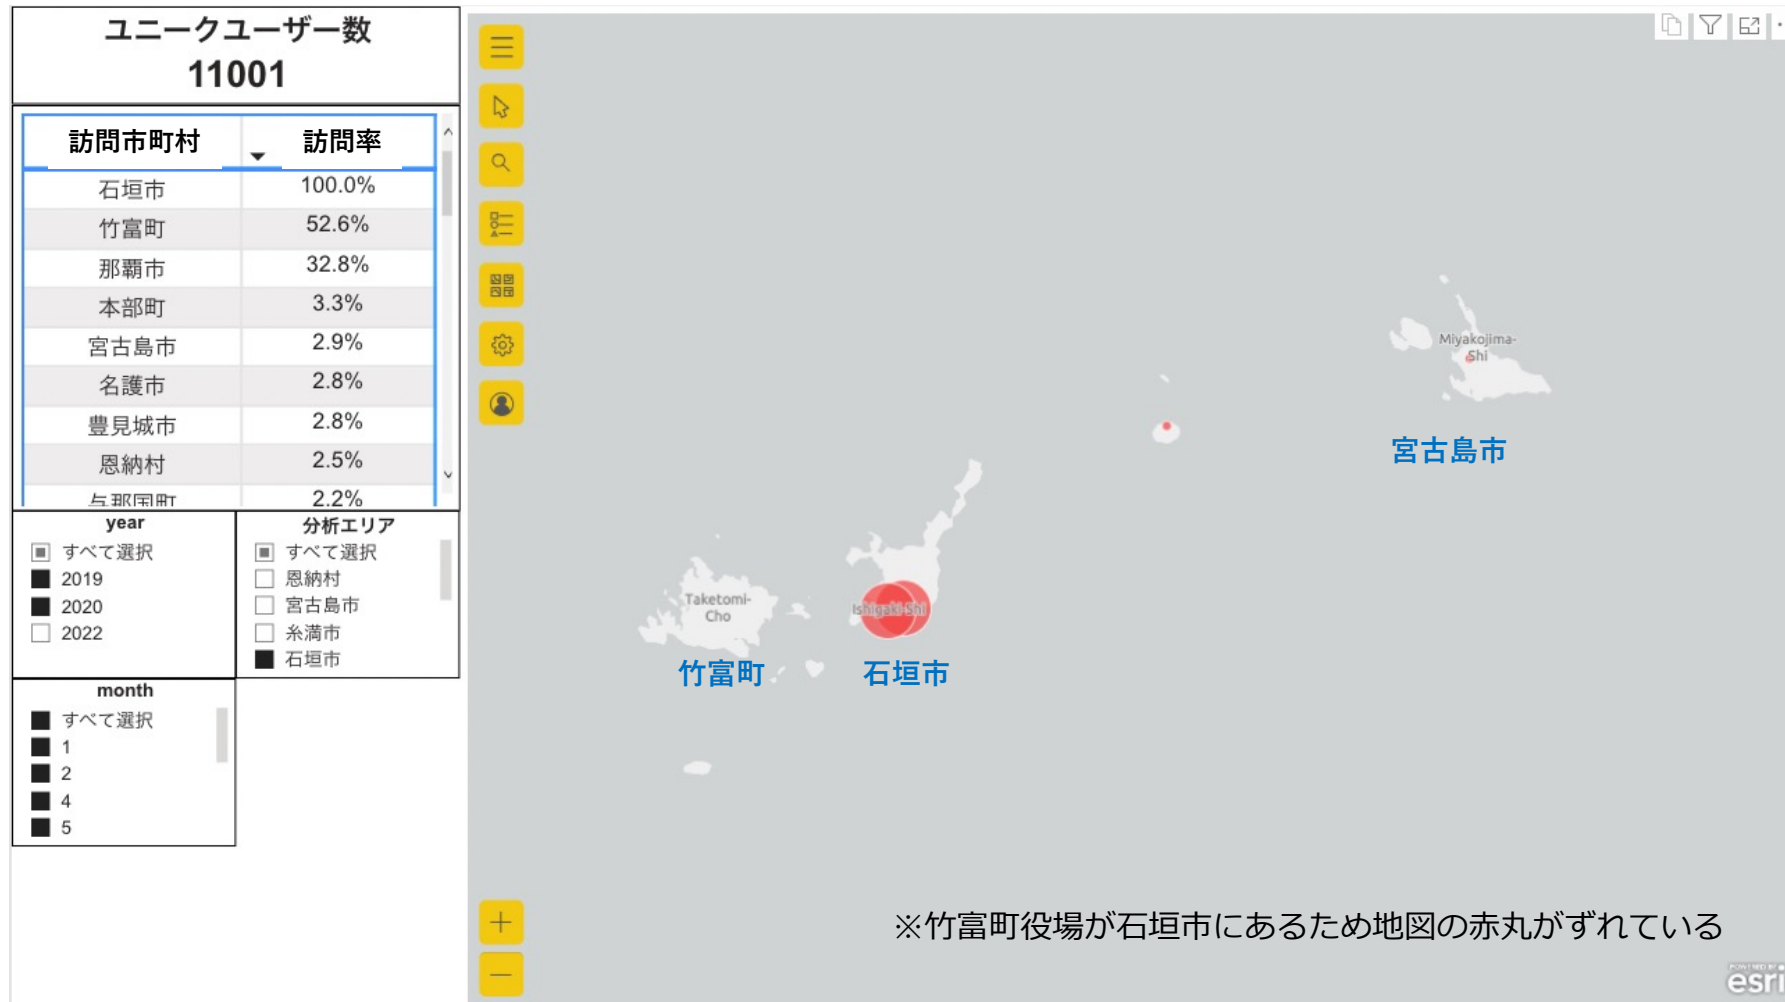 ユニークユーザー数
11001
訪問市町村 訪問率
石垣市 100.0%
竹富町 52.6%
那覇市 32.8%
本部町 3.3%
宮古島市 2.9%
名護市 2.8%
豊見城市 2.8%
恩納村 2.5%
与那国町 2.2%
year
すべて選択
2019
2020
2022
分析エリア
すべて選択
恩納村
宮古島市
糸満市
石垣市
month
すべて選択
1
2
4
5
Miyakojima-
Shi
宮古島市
Taketomi-
Cho
Ishigaki-Shi
竹富町
石垣市
※竹富町役場が石垣市にあるため地図の赤丸がずれている
POWERED BY
esri